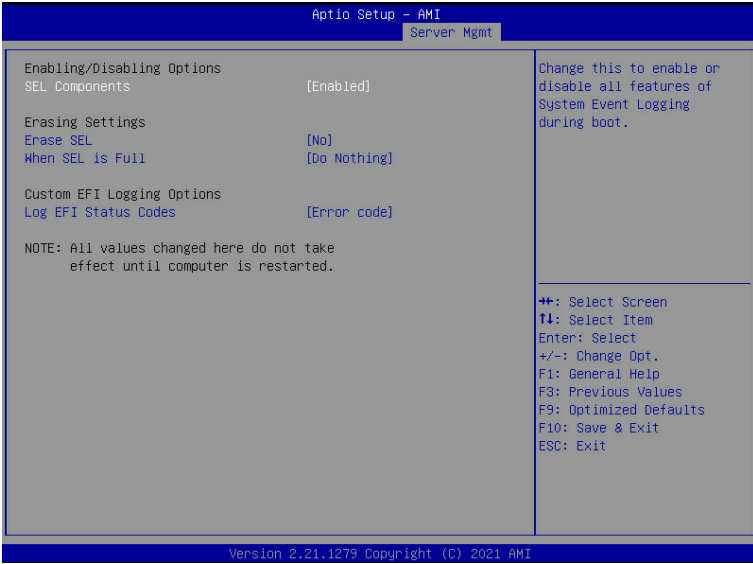 Aptio Setup – AMI
Server Mgmt
Enabling/Disabling Options
SEL Components [Enabled]
Erasing Settings
Erase SEL [No]
When SEL is Full [Do Nothing]
Custom EFI Logging Options
Log EFI Status Codes [Error code]
NOTE: All values changed here do not take
effect until computer is restarted.
Change this to enable or
disable all features of
System Event Logging
during boot.
→←: Select Screen
↑↓: Select Item
Enter: Select
+/-: Change Opt.
F1: General Help
F3: Previous Values
F9: Optimized Defaults
F10: Save & Exit
ESC: Exit
Version 2.21.1279 Copyright (C) 2021 AMI